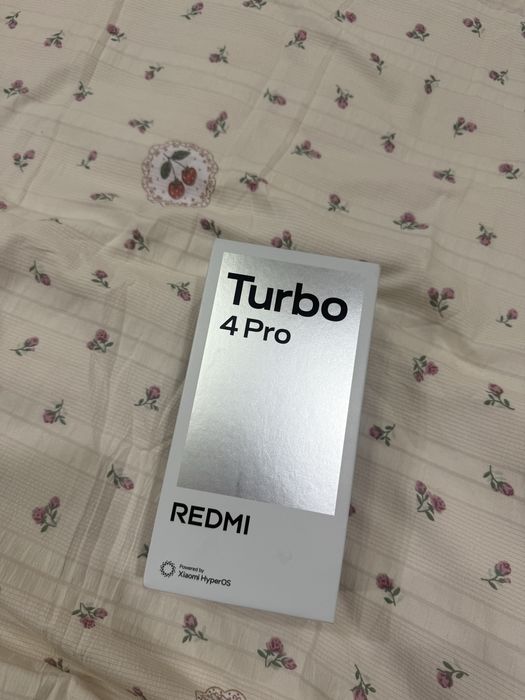 Turbo
4 Pro
REDMI
Powered by
Xiaomi HyperOS